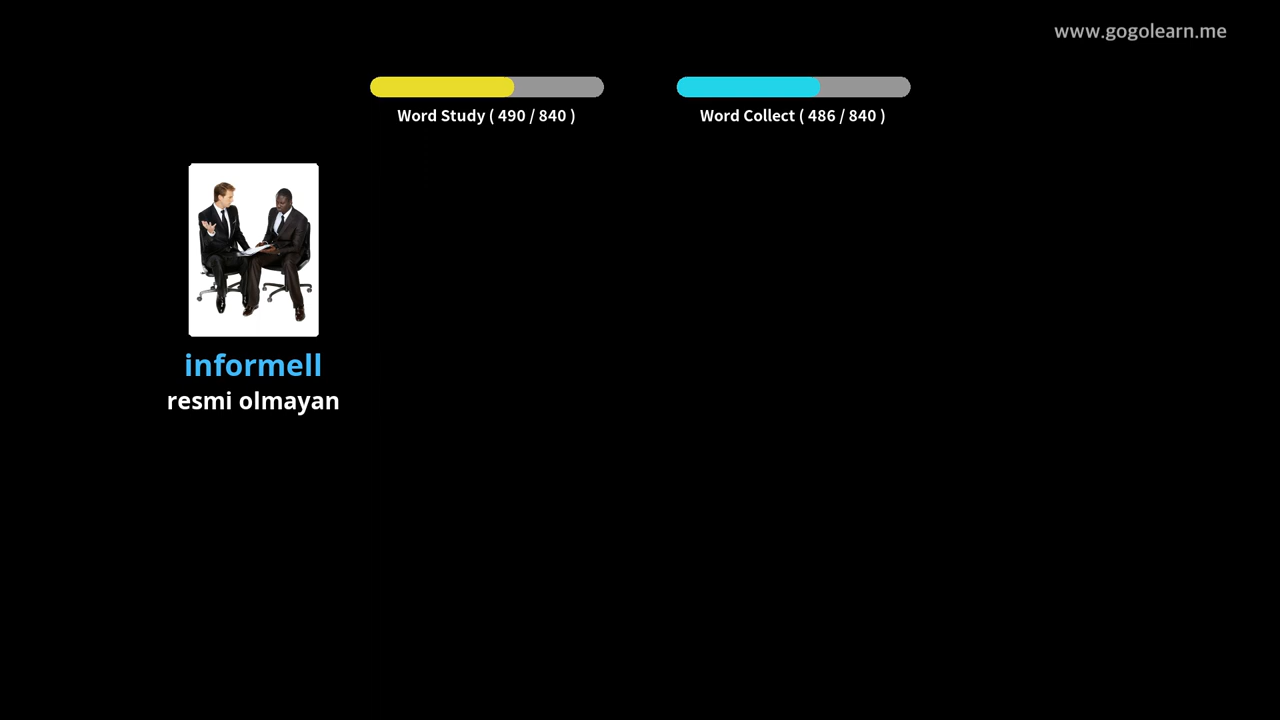 www.gogolearn.me
Word Study ( 490 / 840 )
Word Collect ( 486 / 840 )
informell
resmi olmayan